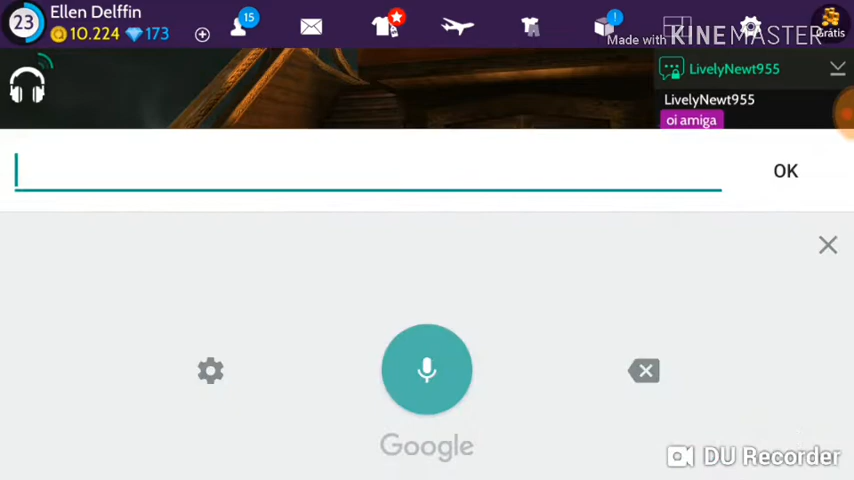 23
Ellen Delffin
10.224 173
15
!
Grátis
Made with KINEMASTER
LivelyNewt955
LivelyNewt955
oi amiga
OK
Google
DU Recorder